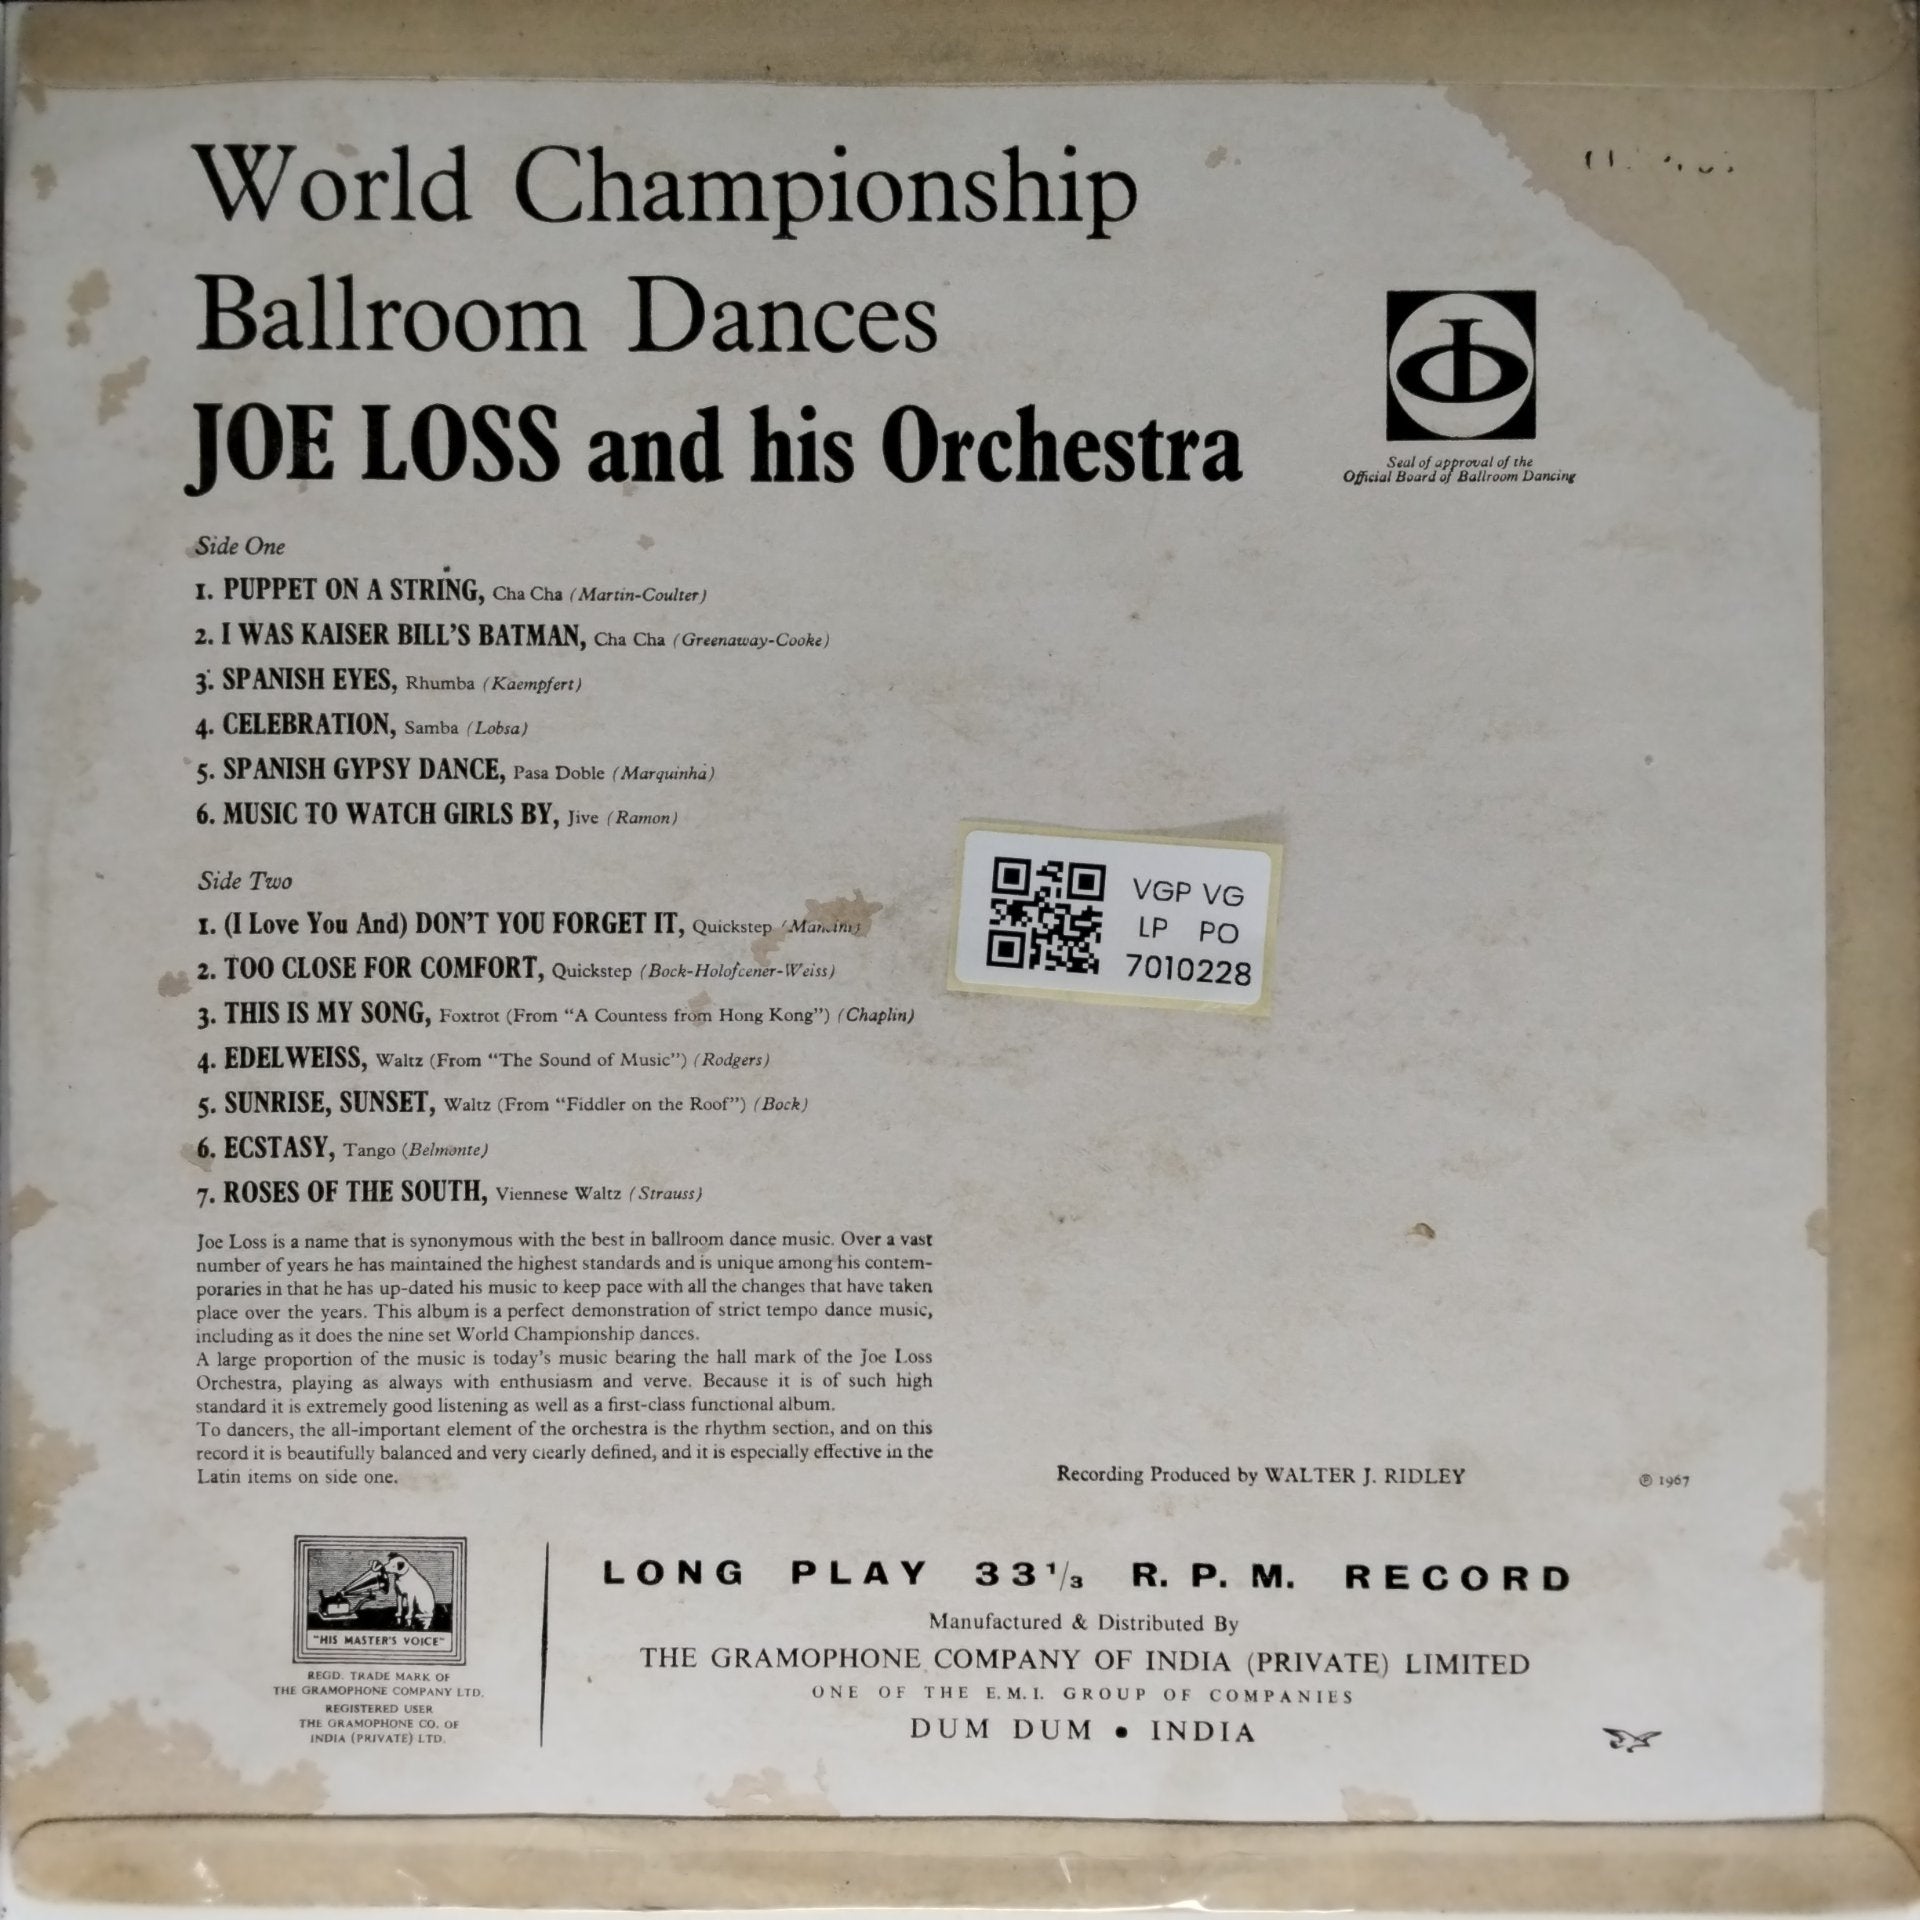 World Championship
Ballroom Dances
JOE LOSS and his Orchestra
Seal of approval of the
Official Board of Ballroom Dancing
Side One
1. PUPPET ON A STRING, Cha Cha (Martin-Coulter)
2. I WAS KAISER BILL'S BATMAN, Cha Cha (Greenaway-Cooke)
3. SPANISH EYES, Rhumba (Kaempfert)
4. CELEBRATION, Samba (Lobsa)
5. SPANISH GYPSY DANCE, Pasa Doble (Marquinha)
6. MUSIC TO WATCH GIRLS BY, Jive (Ramon)
Side Two
1. (I Love You And) DON'T YOU FORGET IT, Quickstep
2. TOO CLOSE FOR COMFORT, Quickstep (Bock-Holofcener-Weiss)
3. THIS IS MY SONG, Foxtrot (From "A Countess from Hong Kong") (Chaplin)
4. EDELWEISS, Waltz (From "The Sound of Music") (Rodgers)
5. SUNRISE, SUNSET, Waltz (From "Fiddler on the Roof") (Bock)
6. ECSTASY, Tango (Belmonte)
7. ROSES OF THE SOUTH, Viennese Waltz (Strauss)
VGP VG
LP PO
7010228
Joe Loss is a name that is synonymous with the best in ballroom dance music. Over a vast
number of years he has maintained the highest standards and is unique among his contem-
poraries in that he has up-dated his music to keep pace with all the changes that have taken
place over the years. This album is a perfect demonstration of strict tempo dance music,
including as it does the nine set World Championship dances.
A large proportion of the music is today's music bearing the hall mark of the Joe Loss
Orchestra, playing as always with enthusiasm and verve. Because it is of such high
standard it is extremely good listening as well as a first-class functional album.
To dancers, the all-important element of the orchestra is the rhythm section, and on this
record it is beautifully balanced and very clearly defined, and it is especially effective in the
Latin items on side one.
Recording Produced by WALTER J. RIDLEY
℗ 1967
"HIS MASTER'S VOICE"
REGD. TRADE MARK OF
THE GRAMOPHONE COMPANY LTD.
REGISTERED USER
THE GRAMOPHONE CO. OF
INDIA (PRIVATE) LTD.
LONG PLAY 33 1/3 R. P. M. RECORD
Manufactured & Distributed By
THE GRAMOPHONE COMPANY OF INDIA (PRIVATE) LIMITED
ONE OF THE E.M.I. GROUP OF COMPANIES
DUM DUM • INDIA